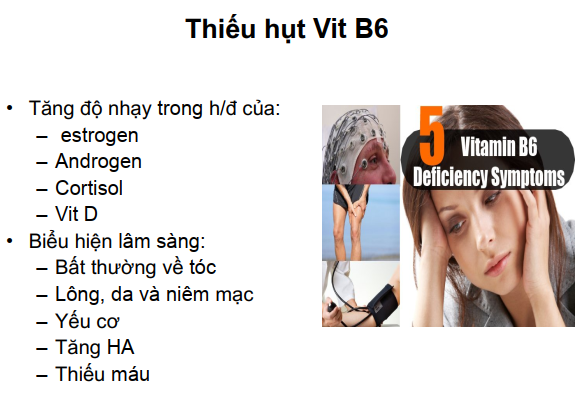 Thiếu hụt Vit B6
• Tăng độ nhạy trong h/đ của:
– estrogen
– Androgen
– Cortisol
– Vit D
• Biểu hiện lâm sàng:
– Bất thường về tóc
– Lông, da và niêm mạc
– Yếu cơ
– Tăng HA
– Thiếu máu
5 Vitamin B6
Deficiency Symptoms